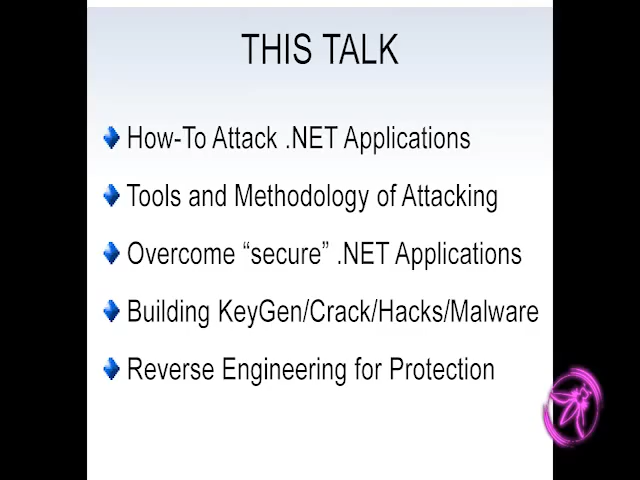 THIS TALK
How-To Attack .NET Applications
Tools and Methodology of Attacking
Overcome “secure” .NET Applications
Building KeyGen/Crack/Hacks/Malware
Reverse Engineering for Protection